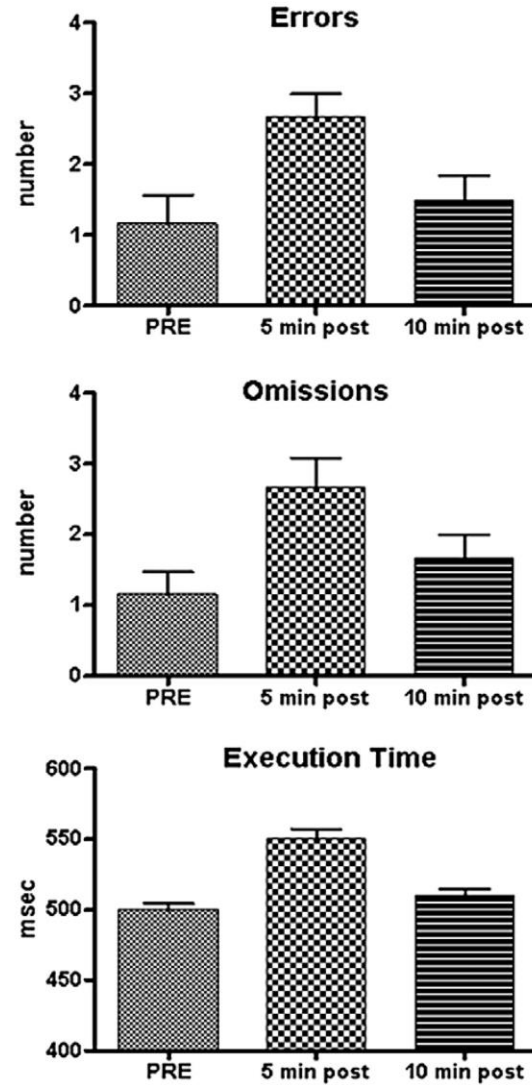 Errors
4
3
2
1
0
number
PRE 5 min post 10 min post
Omissions
4
3
2
1
0
number
PRE 5 min post 10 min post
Execution Time
600
550
500
450
400
msec
PRE 5 min post 10 min post